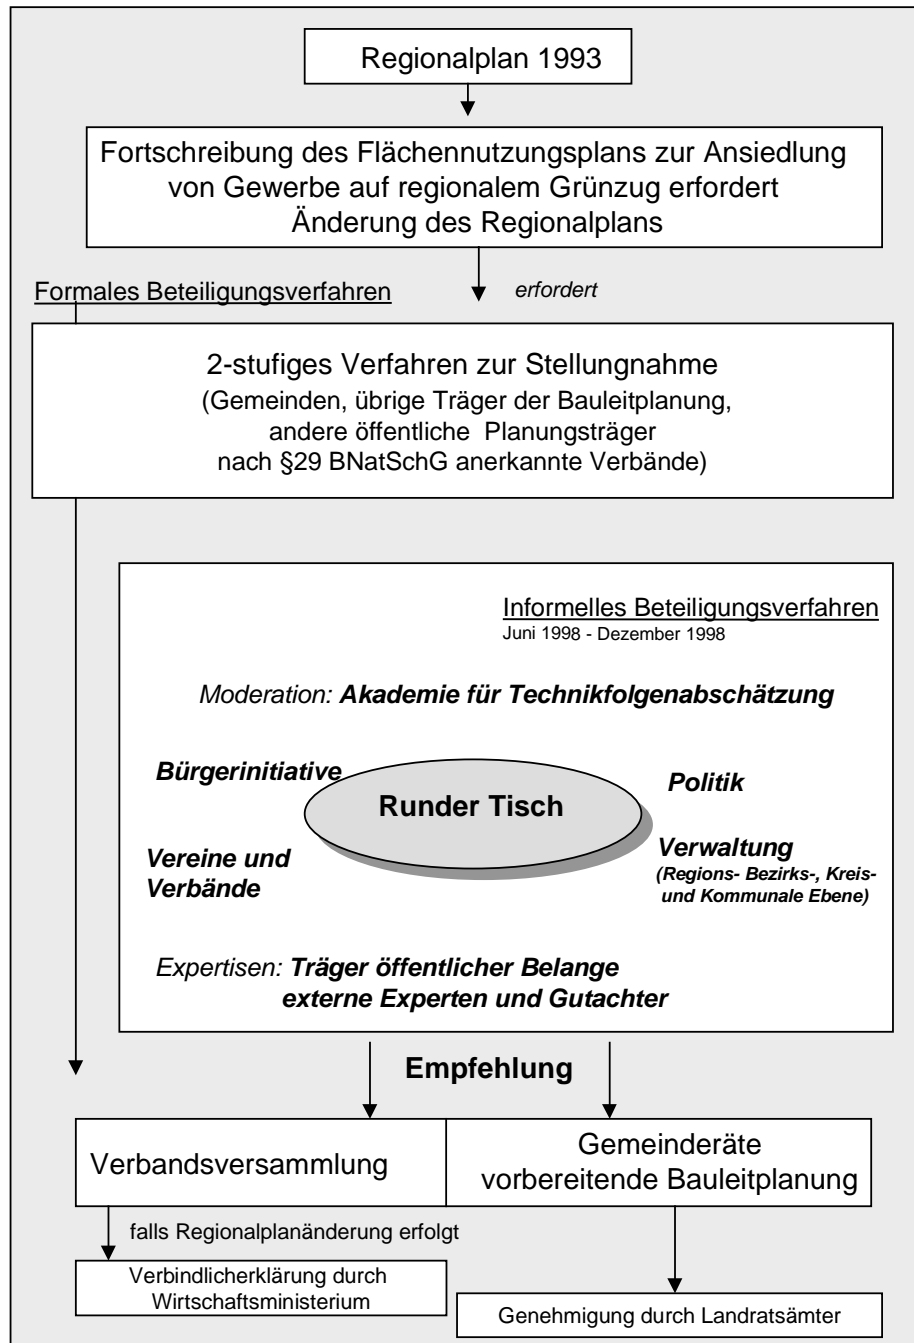 Regionalplan 1993
Fortschreibung des Flächennutzungsplans zur Ansiedlung
von Gewerbe auf regionalem Grünzug erfordert
Änderung des Regionalplans
Formales Beteiligungsverfahren
erfordert
2-stufiges Verfahren zur Stellungnahme
(Gemeinden, übrige Träger der Bauleitplanung,
andere öffentliche Planungsträger
nach §29 BNatSchG anerkannte Verbände)
Informelles Beteiligungsverfahren
Juni 1998 - Dezember 1998
Moderation: Akademie für Technikfolgenabschätzung
Bürgerinitiative
Runder Tisch
Politik
Vereine und
Verbände
Verwaltung
(Regions- Bezirks-, Kreis-
und Kommunale Ebene)
Expertisen: Träger öffentlicher Belange
externe Experten und Gutachter
Empfehlung
Verbandsversammlung
Gemeinderäte
vorbereitende Bauleitplanung
falls Regionalplanänderung erfolgt
Verbindlicherklärung durch
Wirtschaftsministerium
Genehmigung durch Landratsämter